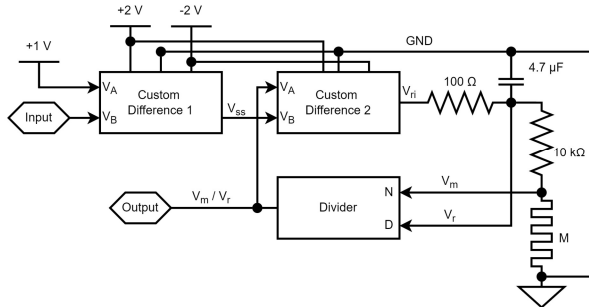 +2 V
-2 V
+1 V
GND
4.7 µF
V_A
Custom
Difference 1
V_B
Input
V_ss
V_A
Custom
Difference 2
V_B
V_ri
100 Ω
10 kΩ
Output
V_m / V_r
Divider
N
D
V_m
V_r
M